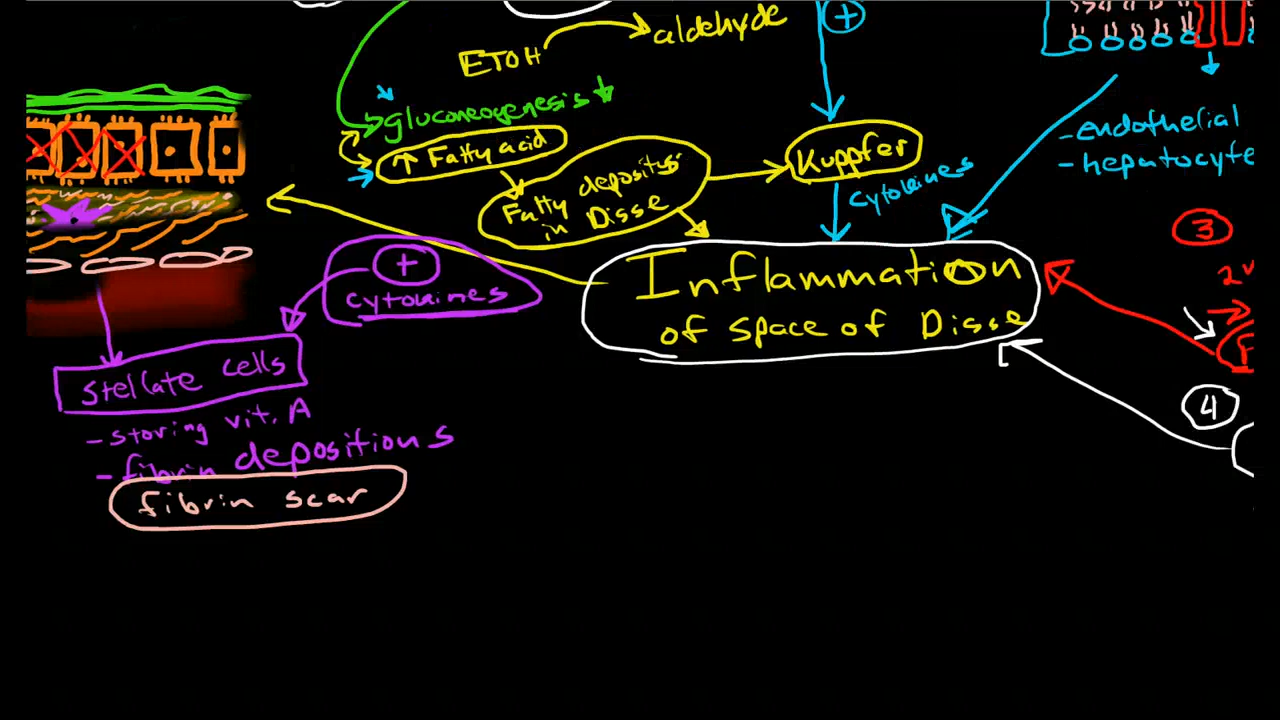 ETOH
aldehyde
+
gluconeogenesis ↓
↑ Fatty acid
Fatty deposits
in Disse
Kuppfer
cytokines
- endothelial
- hepatocyte
3
+
cytokines
Inflammation
of space of Disse
Stellate cells
- storing vit. A
- fibrin depositions
fibrin scar
4